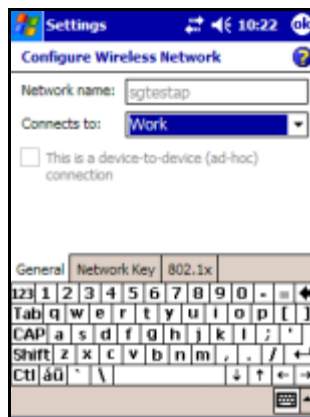 Settings 10:22 ok
Configure Wireless Network ?
Network name: sgtestap
Connects to: Work
This is a device-to-device (ad-hoc)
connection
General Network Key 802.1x
123 1 2 3 4 5 6 7 8 9 0 - =
Tab q w e r t y u i o p [ ]
CAP a s d f g h j k l ; '
Shift z x c v b n m , . /
Ctl áü ` \